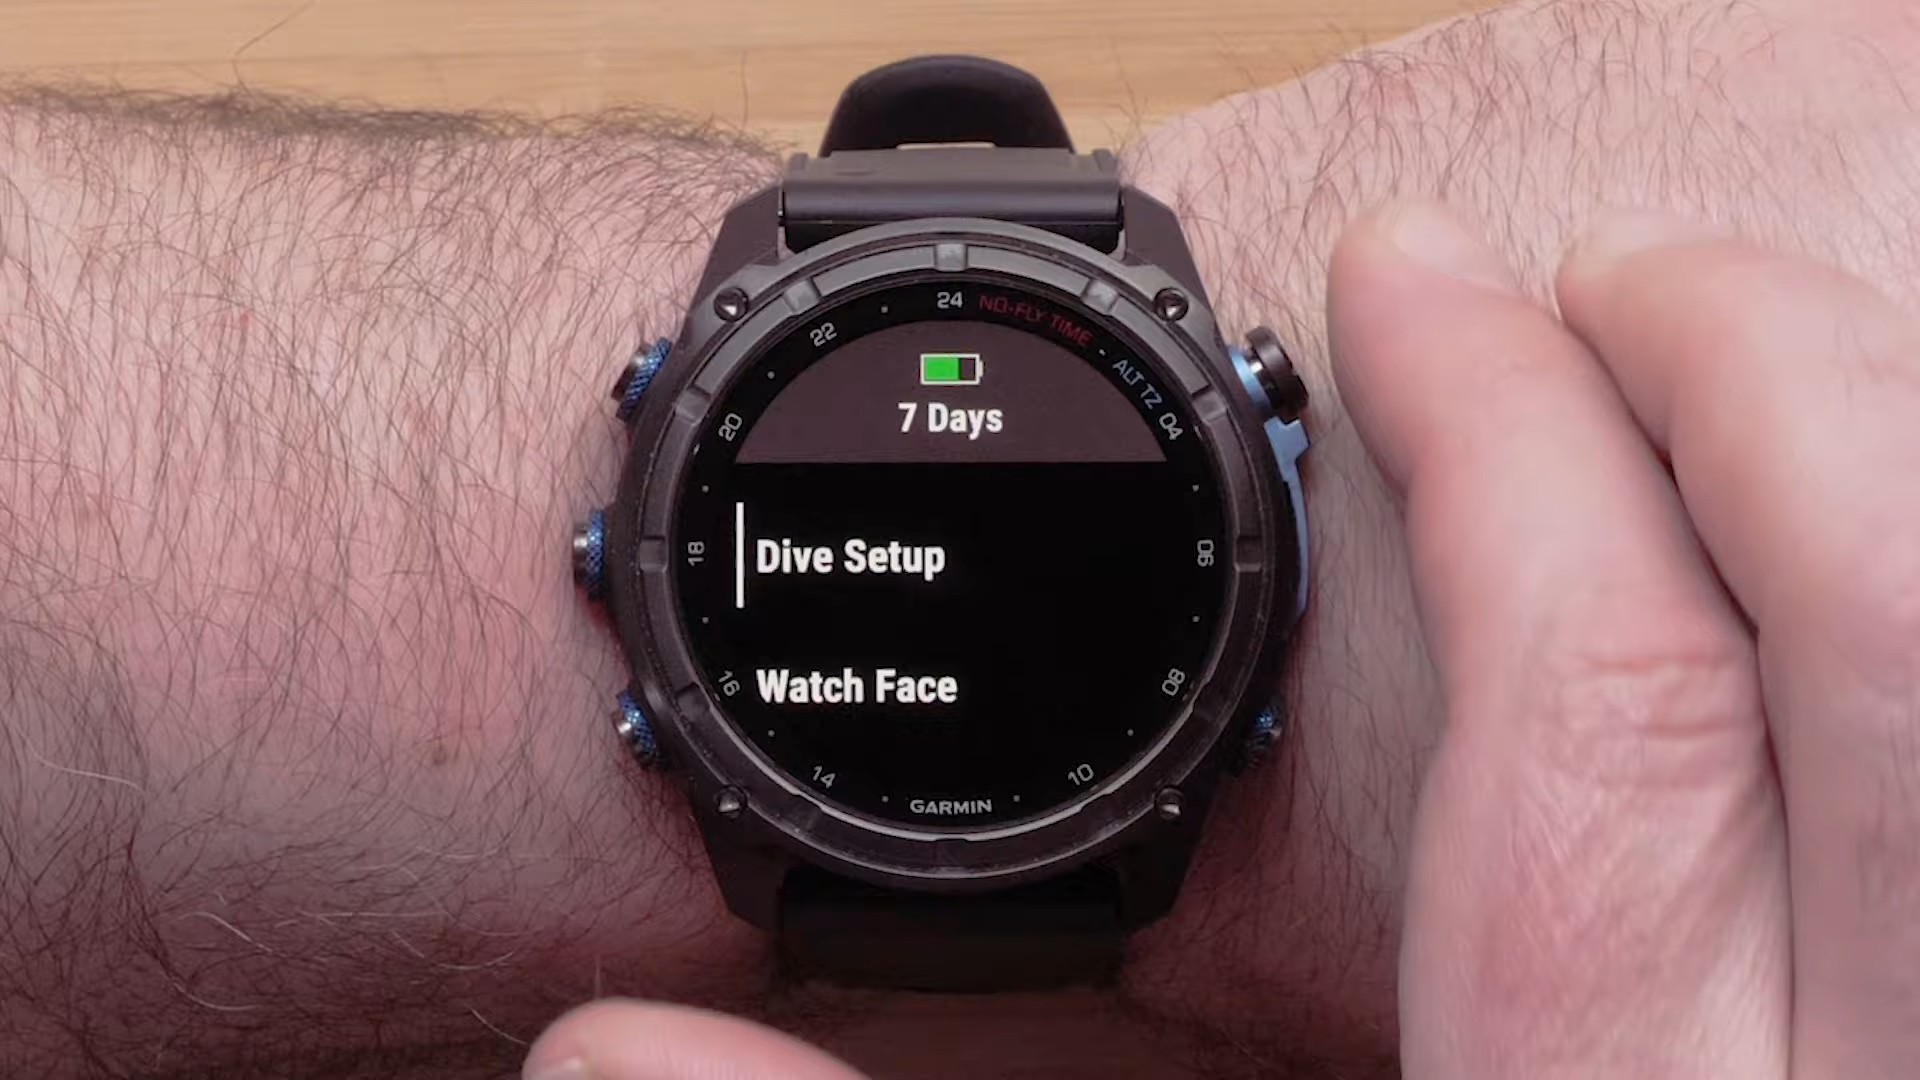 24
NO-FLY TIME
ALT TZ
04
06
08
10
GARMIN
14
16
18
20
22
7 Days
Dive Setup
Watch Face